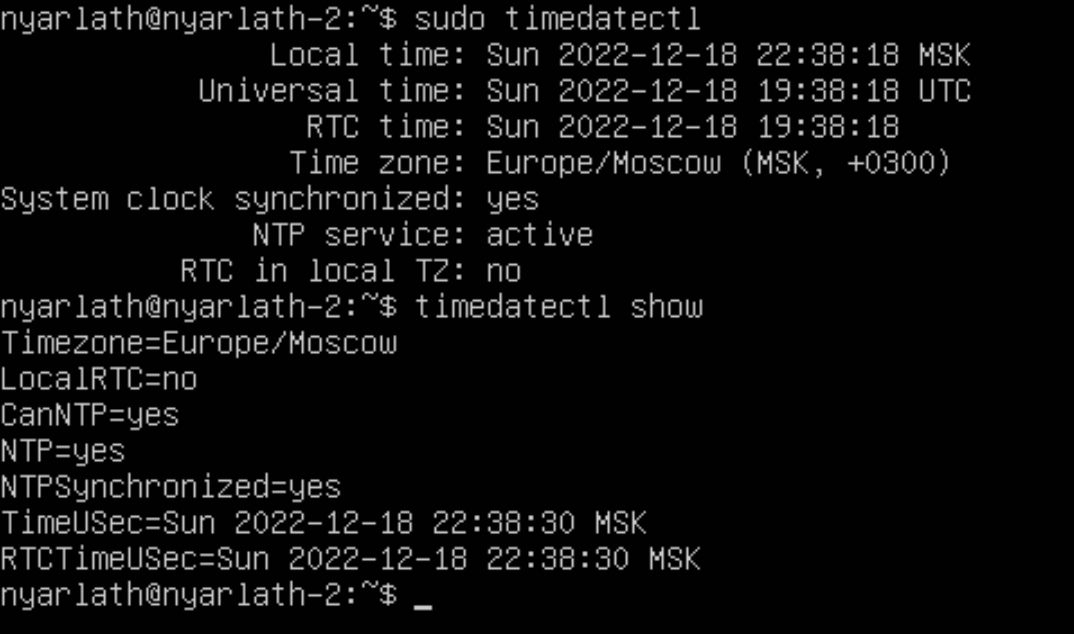 nyarlath@nyarlath-2:~$ sudo timedatectl
Local time: Sun 2022-12-18 22:38:18 MSK
Universal time: Sun 2022-12-18 19:38:18 UTC
RTC time: Sun 2022-12-18 19:38:18
Time zone: Europe/Moscow (MSK, +0300)
System clock synchronized: yes
NTP service: active
RTC in local TZ: no
nyarlath@nyarlath-2:~$ timedatectl show
Timezone=Europe/Moscow
LocalRTC=no
CanNTP=yes
NTP=yes
NTPSynchronized=yes
TimeUSec=Sun 2022-12-18 22:38:30 MSK
RTCTimeUSec=Sun 2022-12-18 22:38:30 MSK
nyarlath@nyarlath-2:~$ _